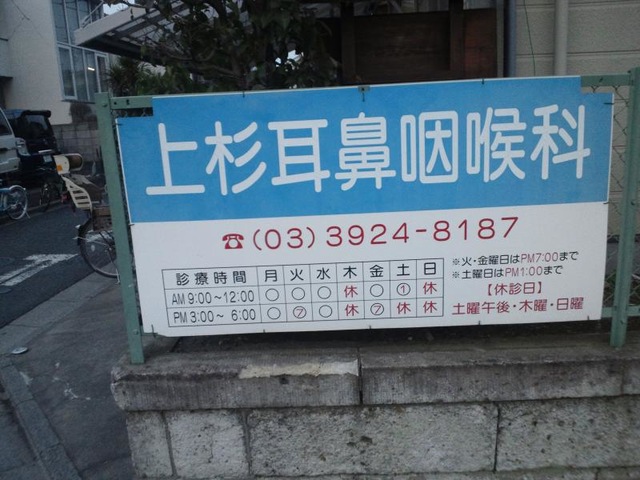 上杉耳鼻咽喉科
☎(03)3924-8187
診療時間 月 火 水 木 金 土 日
AM 9:00~12:00 ○ ○ ○ 休 ○ ① 休
PM 3:00~ 6:00 ○ ⑦ ○ 休 ⑦ 休 休
※火・金曜日はPM7:00まで
※土曜日はPM1:00まで
【休診日】
土曜午後・木曜・日曜